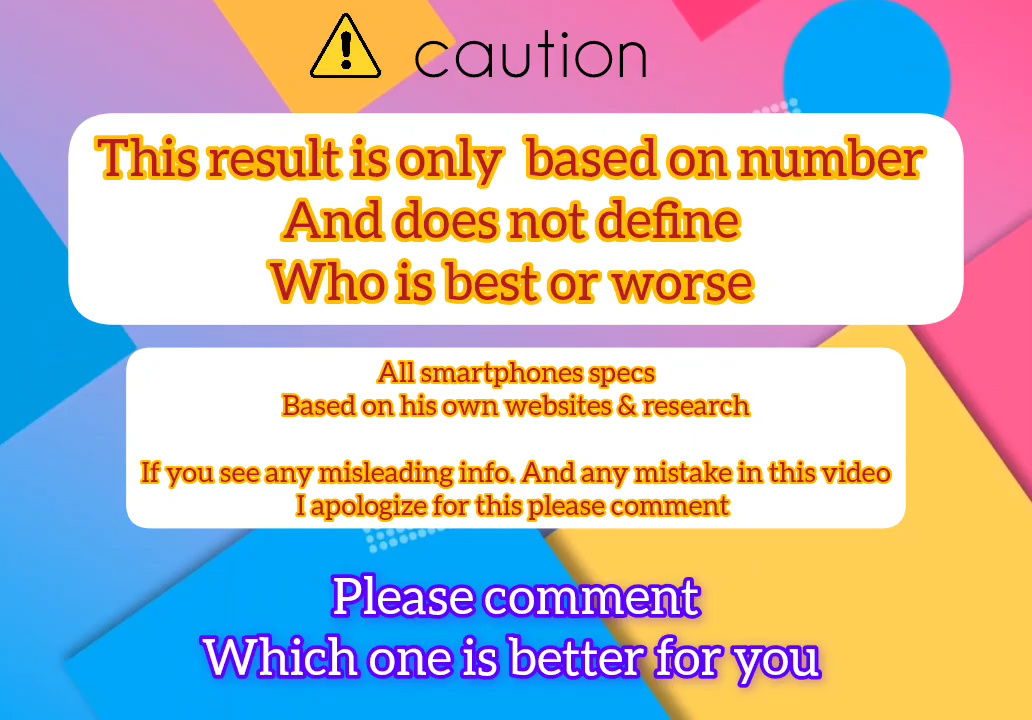 caution
This result is only based on number
And does not define
Who is best or worse
All smartphones specs
Based on his own websites & research
If you see any misleading info. And any mistake in this video
I apologize for this please comment
Please comment
Which one is better for you